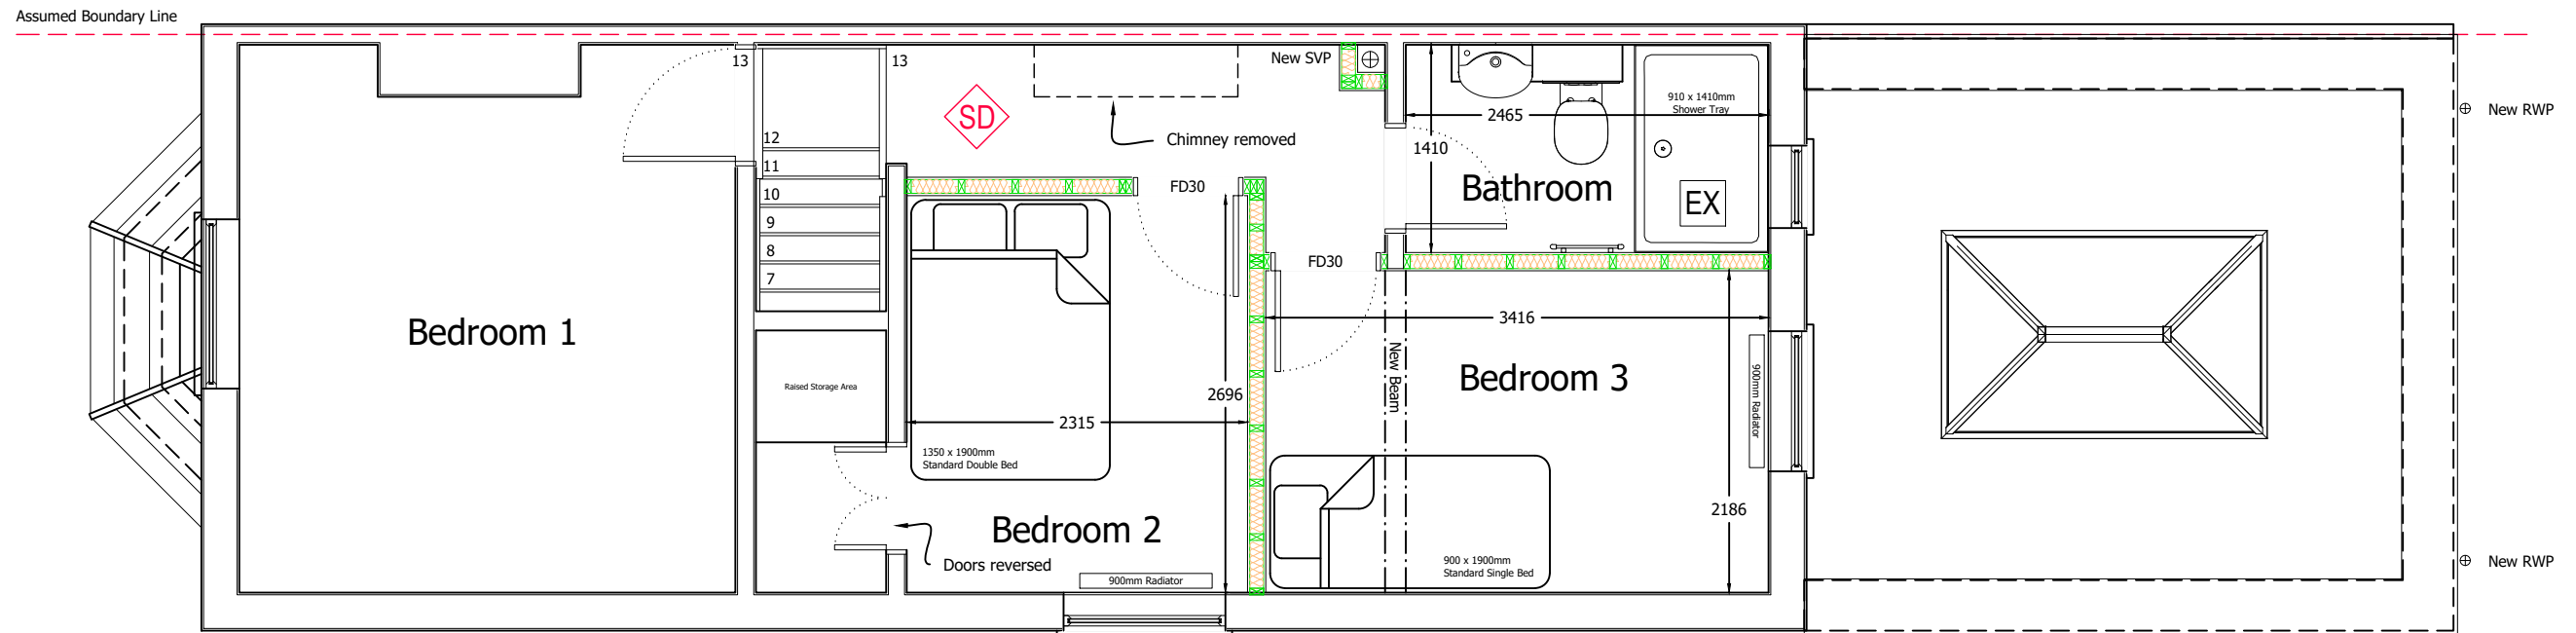 Assumed Boundary Line
13
13
New SVP
SD
Chimney removed
12
11
10
9
8
7
FD30
FD30
2465
1410
910 x 1410mm
Shower Tray
Bathroom
EX
New RWP
Bedroom 1
Raised Storage Area
2696
2315
1350 x 1900mm
Standard Double Bed
Bedroom 2
Doors reversed
900mm Radiator
3416
New Beam
Bedroom 3
900mm Radiator
2186
900 x 1900mm
Standard Single Bed
New RWP